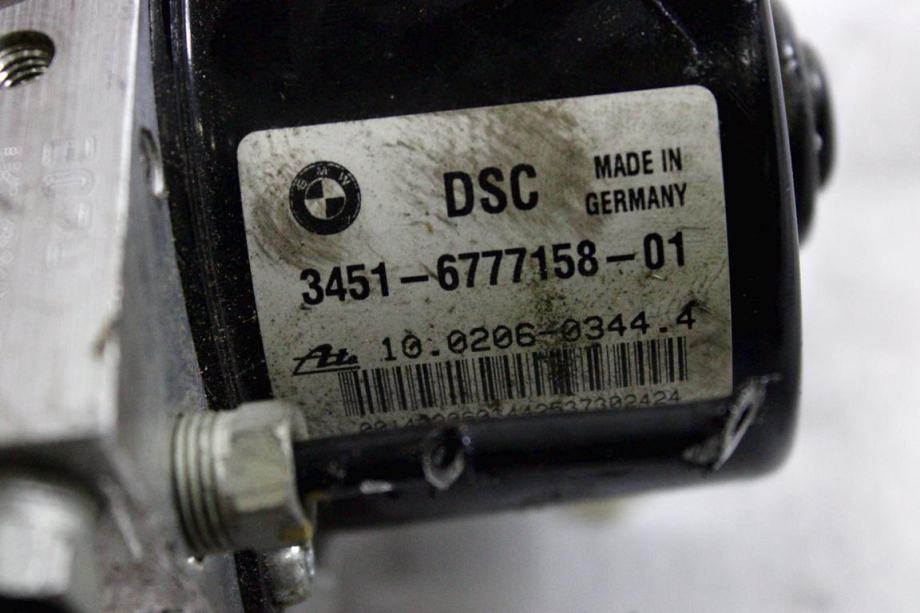 BMW
DSC
MADE IN
GERMANY
3451-6777158-01
Ate 10.0206-0344.4